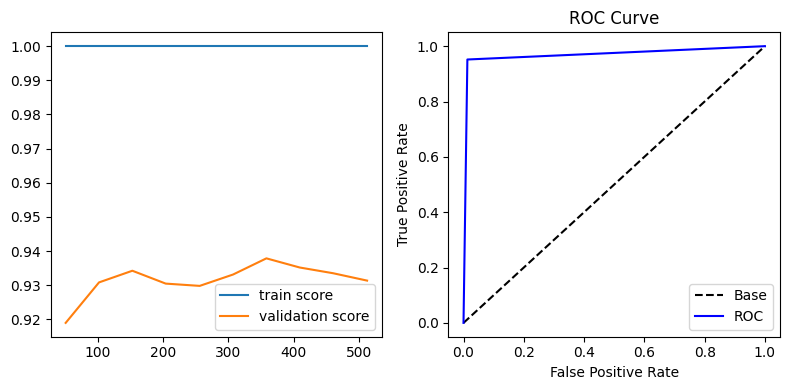 1.00
0.99
0.98
0.97
0.96
0.95
0.94
0.93
0.92
100 200 300 400 500
train score
validation score
ROC Curve
True Positive Rate
1.0
0.8
0.6
0.4
0.2
0.0
0.0 0.2 0.4 0.6 0.8 1.0
False Positive Rate
Base
ROC